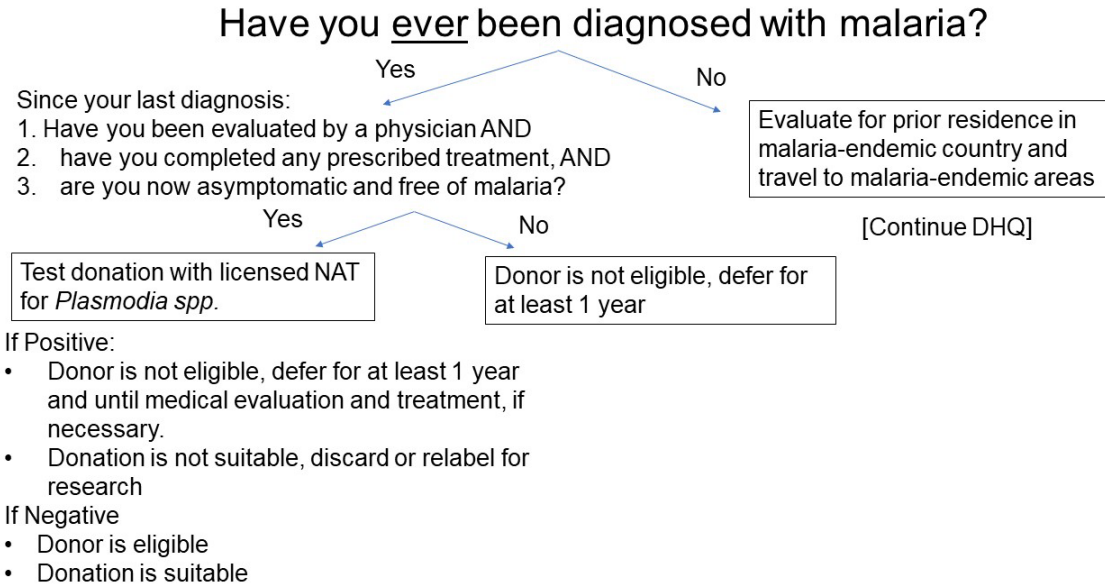 Have you ever been diagnosed with malaria?
Yes
No
Since your last diagnosis:
1. Have you been evaluated by a physician AND
2. have you completed any prescribed treatment, AND
3. are you now asymptomatic and free of malaria?
Evaluate for prior residence in
malaria-endemic country and
travel to malaria-endemic areas
[Continue DHQ]
Yes
No
Test donation with licensed NAT
for Plasmodia spp.
Donor is not eligible, defer for
at least 1 year
If Positive:
• Donor is not eligible, defer for at least 1 year
and until medical evaluation and treatment, if
necessary.
• Donation is not suitable, discard or relabel for
research
If Negative
• Donor is eligible
• Donation is suitable